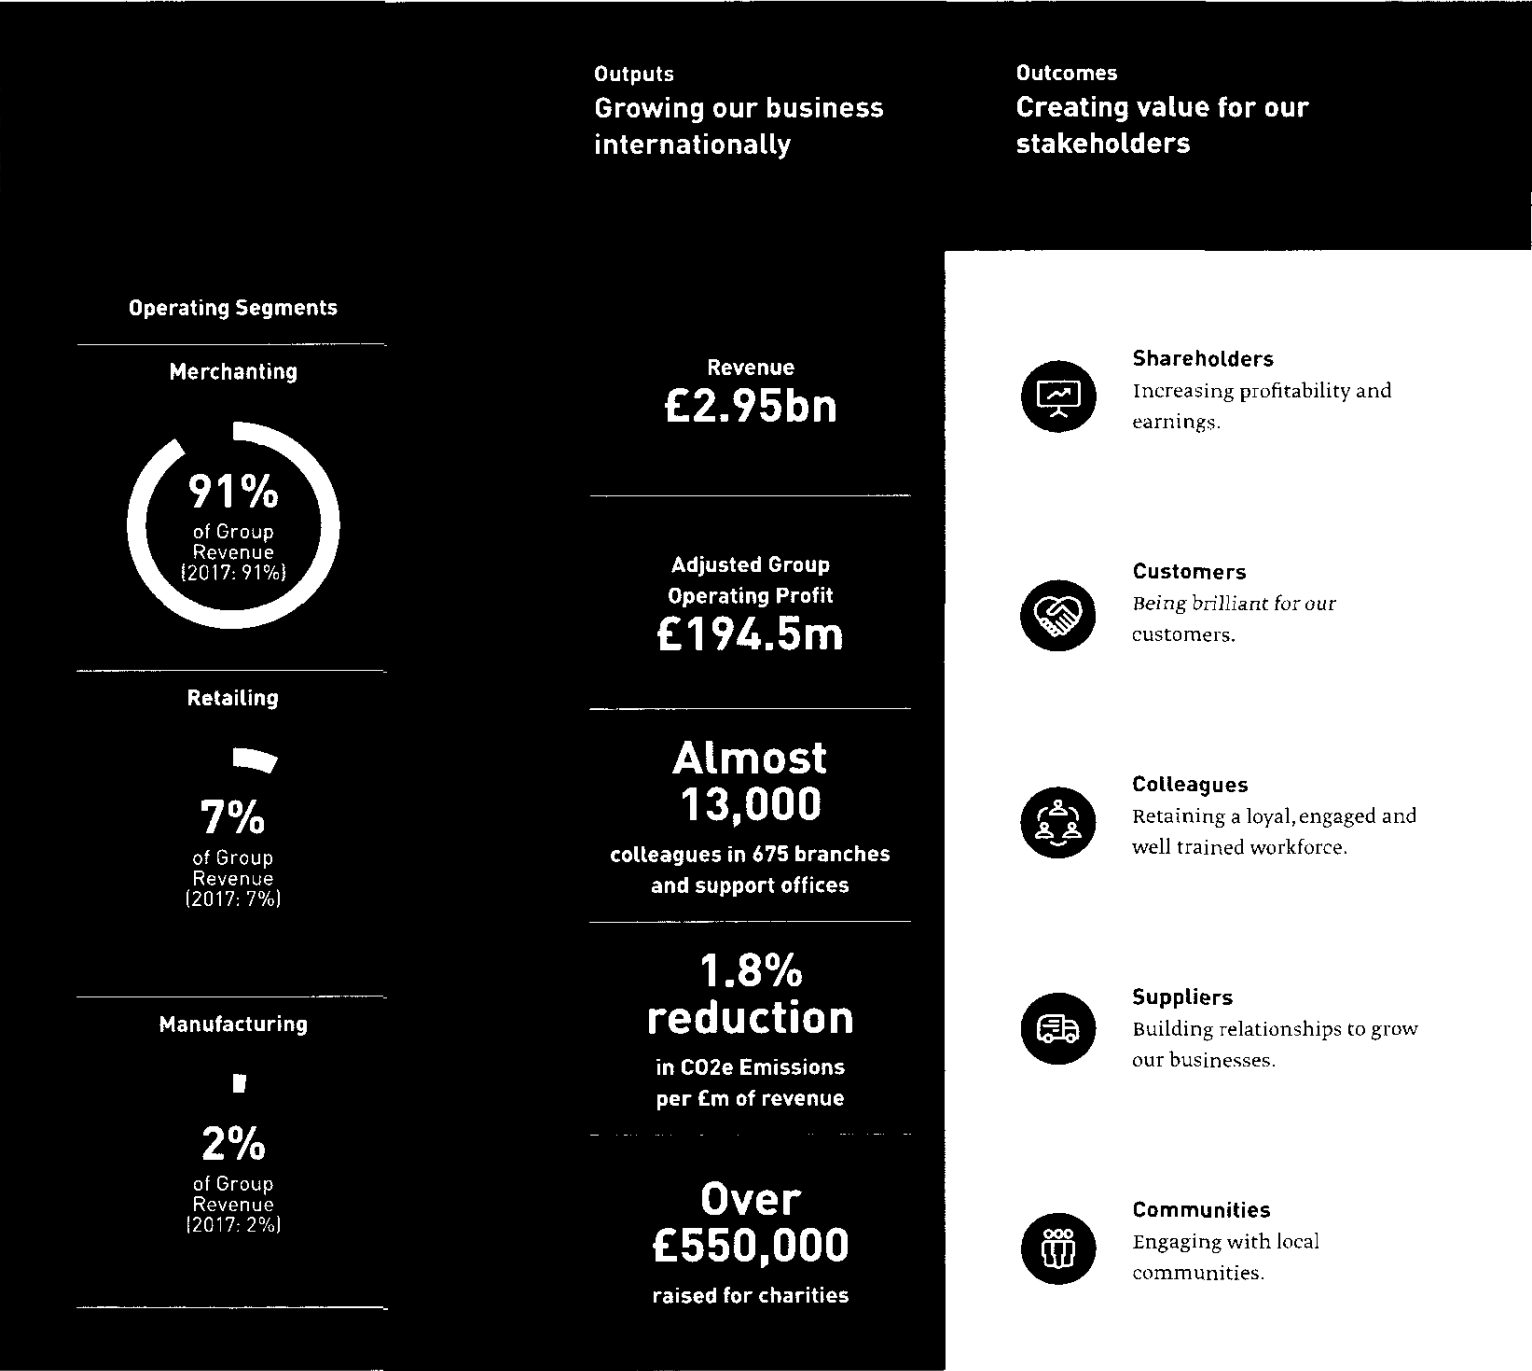 Outputs
Growing our business
internationally
Outcomes
Creating value for our
stakeholders
Operating Segments
Merchanting
91%
of Group
Revenue
(2017: 91%)
Retailing
7%
of Group
Revenue
(2017: 7%)
Manufacturing
2%
of Group
Revenue
(2017: 2%)
Revenue
£2.95bn
Adjusted Group
Operating Profit
£194.5m
Almost
13,000
colleagues in 675 branches
and support offices
1.8%
reduction
in CO2e Emissions
per £m of revenue
Over
£550,000
raised for charities
Shareholders
Increasing profitability and
earnings.
Customers
Being brilliant for our
customers.
Colleagues
Retaining a loyal, engaged and
well trained workforce.
Suppliers
Building relationships to grow
our businesses.
Communities
Engaging with local
communities.